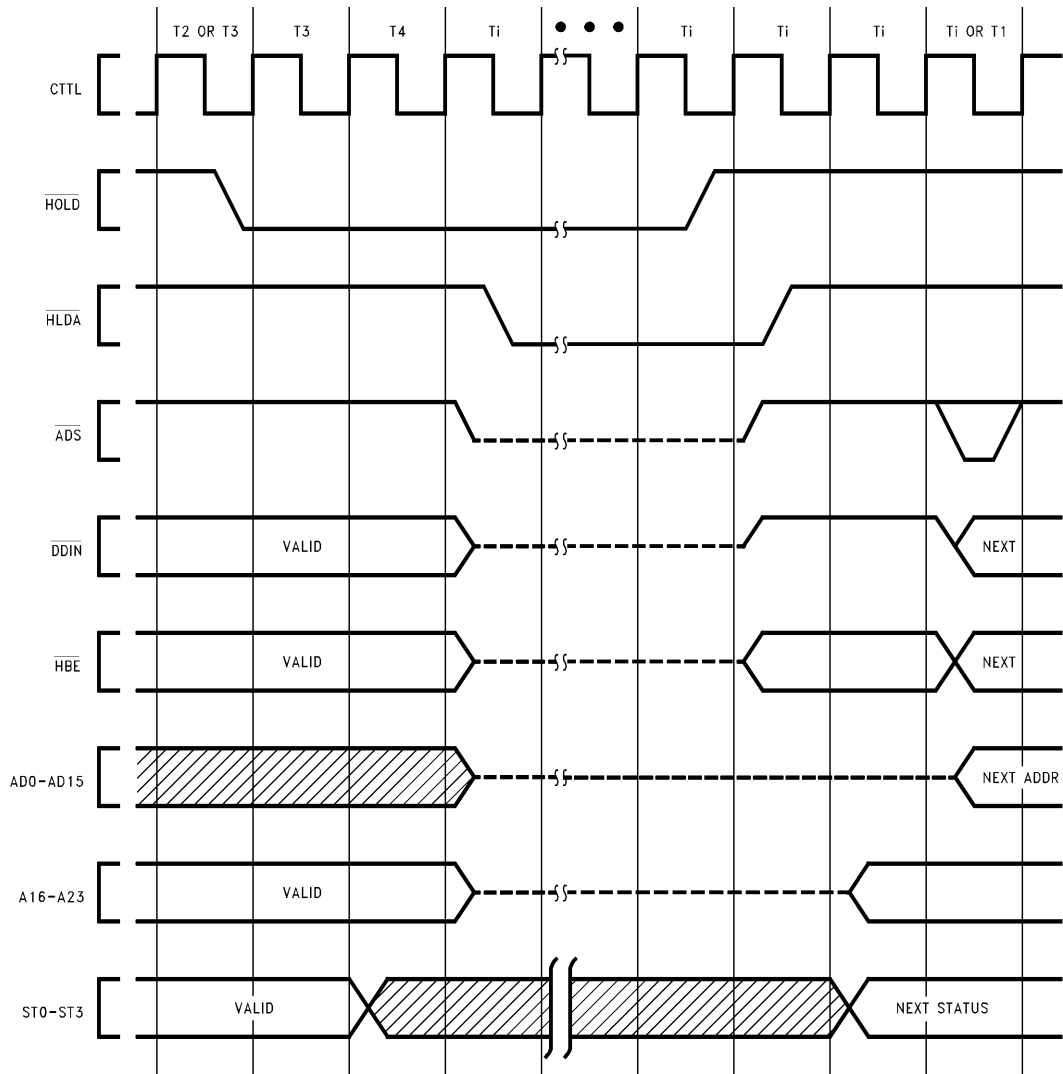 T2 OR T3 T3 T4 Ti • • • Ti Ti Ti Ti OR T1
CTTL
HOLD
HLDA
ADS
DDIN VALID NEXT
HBE VALID NEXT
AD0-AD15 NEXT ADDR
A16-A23 VALID
ST0-ST3 VALID NEXT STATUS